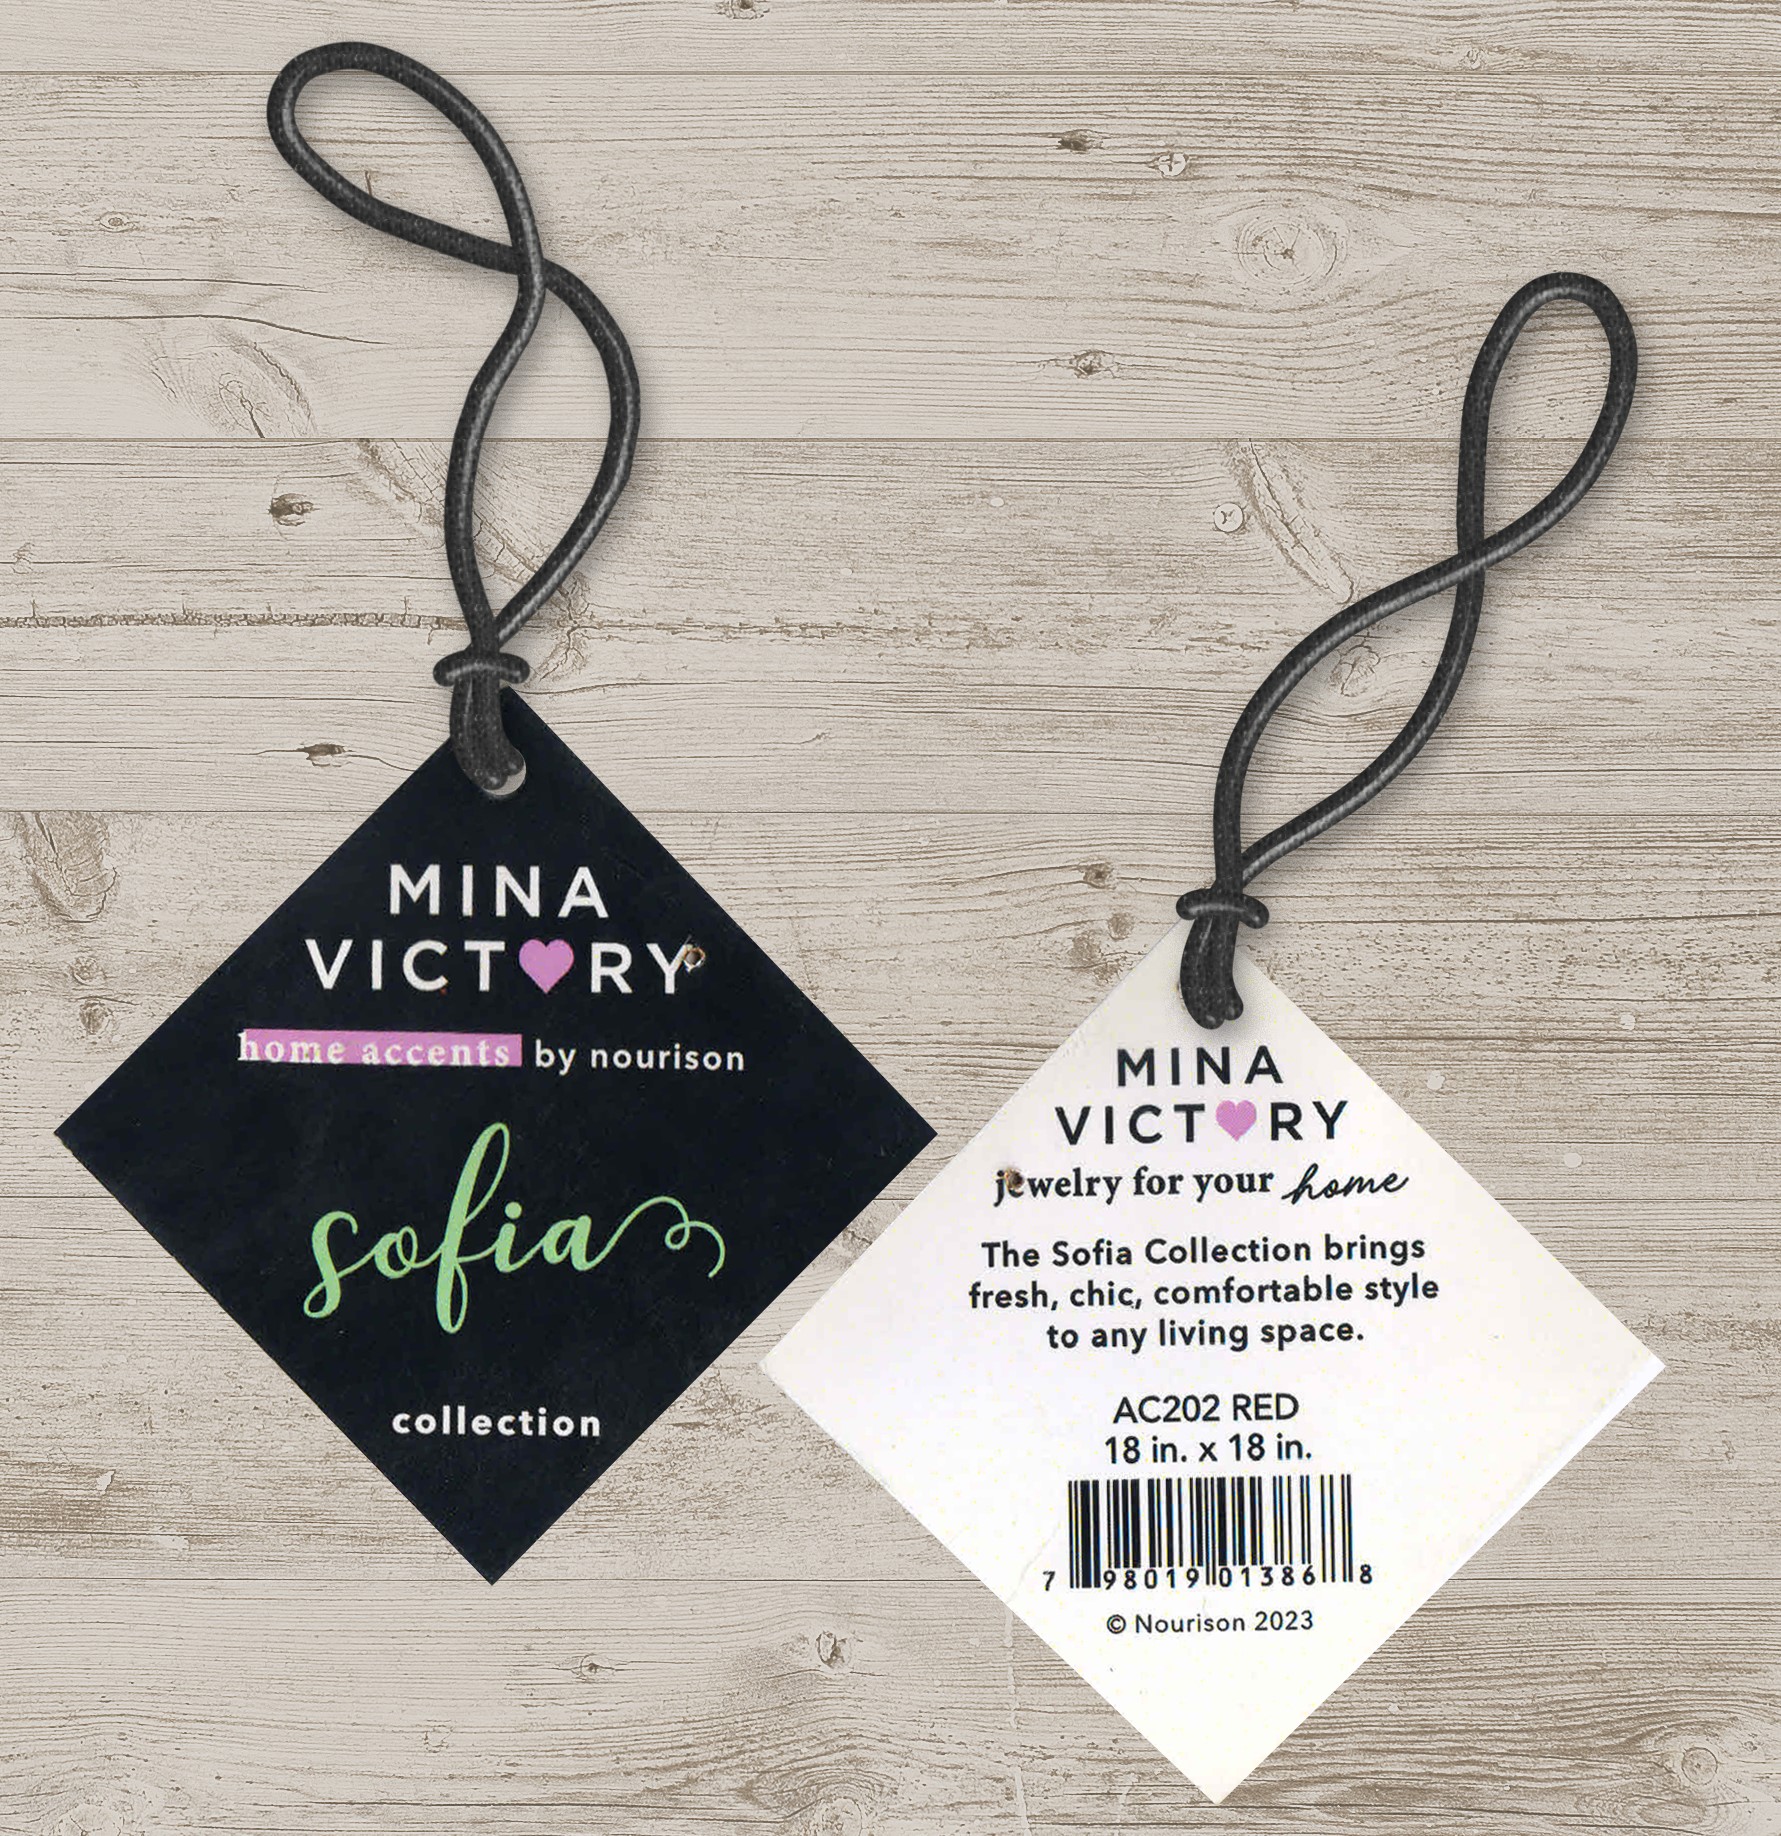 MINA
VICTORY
home accents by nourison
sofia
collection
MINA
VICTORY
jewelry for your home
The Sofia Collection brings
fresh, chic, comfortable style
to any living space.
AC202 RED
18 in. x 18 in.
7 98019 01386 8
© Nourison 2023